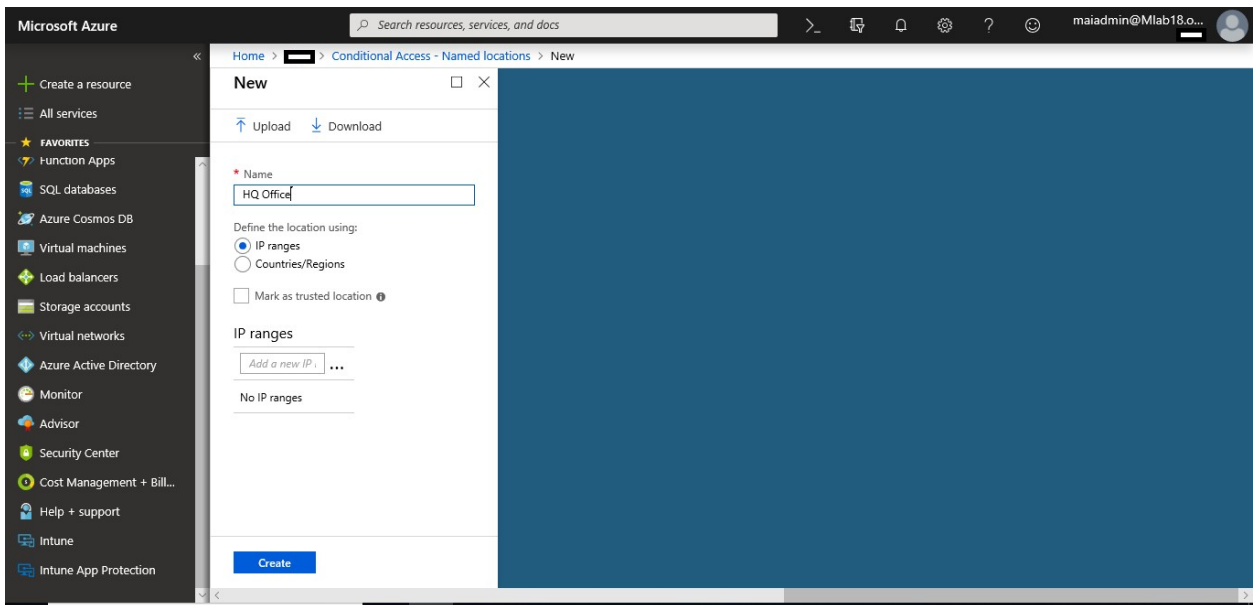 Microsoft Azure
Search resources, services, and docs
maiadmin@Mlab18.o...
Home > Conditional Access - Named locations > New
Create a resource
All services
FAVORITES
Function Apps
SQL databases
Azure Cosmos DB
Virtual machines
Load balancers
Storage accounts
Virtual networks
Azure Active Directory
Monitor
Advisor
Security Center
Cost Management + Bill...
Help + support
Intune
Intune App Protection
New
Upload
Download
* Name
HQ Office
Define the location using:
IP ranges
Countries/Regions
Mark as trusted location
IP ranges
Add a new IP
No IP ranges
Create